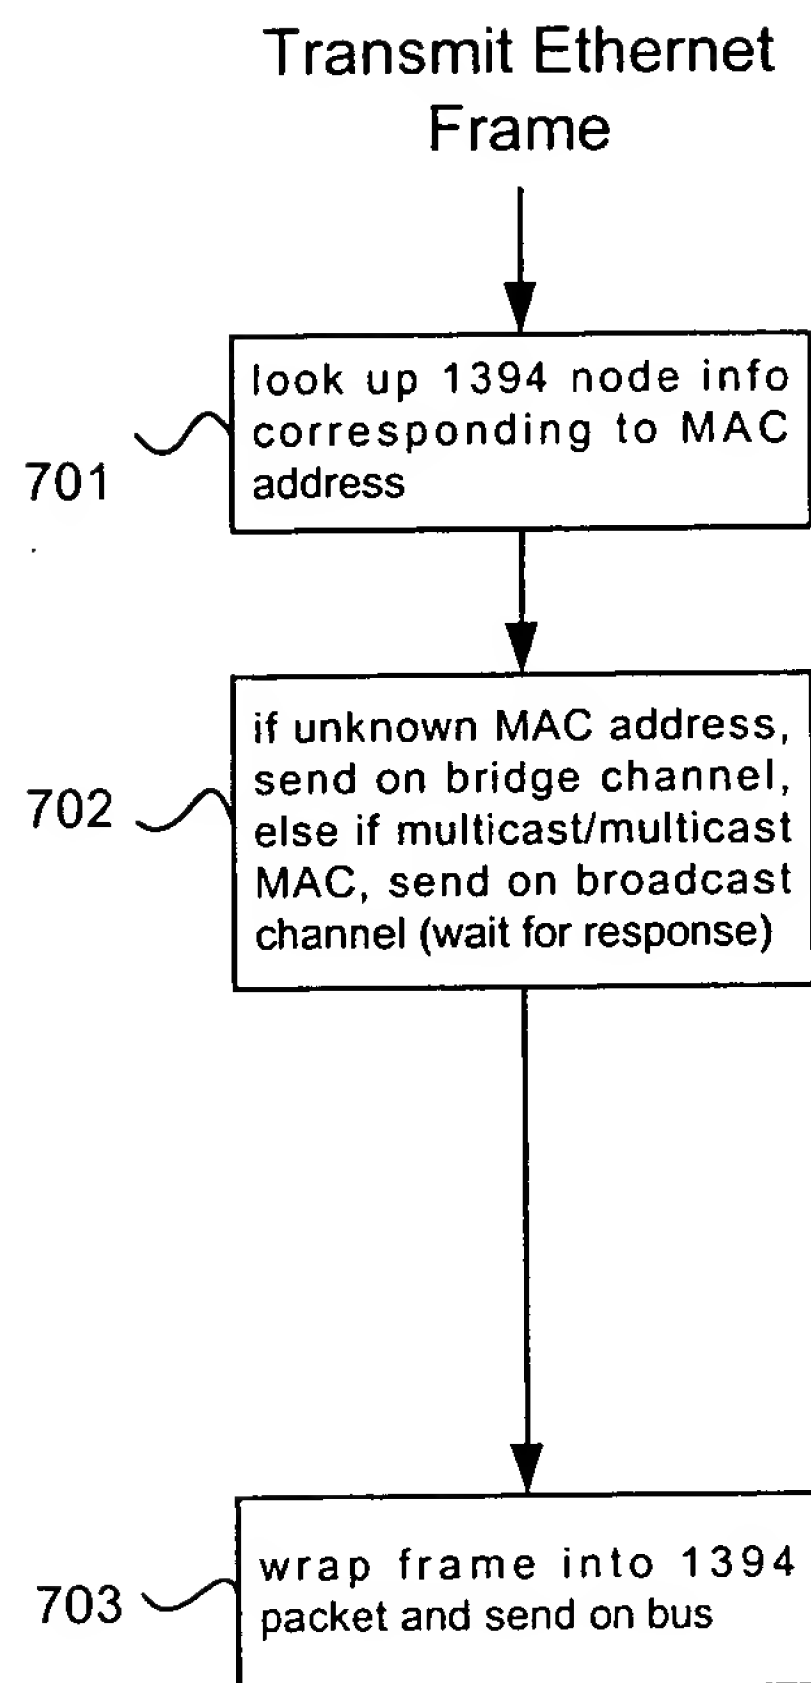 Transmit Ethernet
Frame
look up 1394 node info
corresponding to MAC
address
701
if unknown MAC address,
send on bridge channel,
else if multicast/multicast
MAC, send on broadcast
channel (wait for response)
702
wrap frame into 1394
packet and send on bus
703